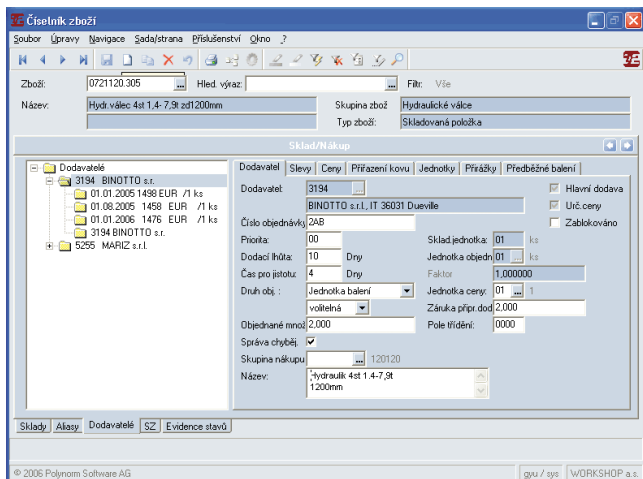 Číselník zboží
Soubor Úpravy Navigace Sada/strana Příslušenství Okno ?
Zboží: 0721120.305 ... Hled. výraz: ... Filtr: Vše
Název: Hydr.válec 4st 1,4- 7,9t zd1200mm Skupina zbož Hydraulické válce
Typ zboží: Skladovaná položka
Sklad/Nákup
Dodavatelé
3194 BINOTTO s.r.
01.01.2005 1498 EUR /1 ks
01.08.2005 1458 EUR /1 ks
01.01.2006 1476 EUR /1 ks
3194 BINOTTO s.r.
5255 MARIZ s.r.l.
Dodavatel Slevy Ceny Přiřazení kovu Jednotky Přirážky Předběžné balení
Dodavatel: 3194 ... Hlavní dodava
BINOTTO s.r.l., IT 36031 Dueville Urč.ceny
Číslo objednávky 2AB Zablokováno
Priorita: 00 Sklad.jednotka: 01 ks
Dodací lhůta: 10 Dny Jednotka objedn 01 ... ks
Čas pro jistotu: 4 Dny Faktor 1,000000
Druh obj. : Jednotka balení Jednotka ceny: 01 ... 1
volitelná Záruka připr.dod 2,000
Objednané množ 2,000 Pole třídění: 0000
Správa chyběj.
Skupina nákupu ... 120120
Název: Hydraulik 4st 1.4-7,9t
1200mm
Sklady Aliasy Dodavatelé SZ Evidence stavů
© 2006 Polynorm Software AG gyu / sys WORKSHOP a.s.